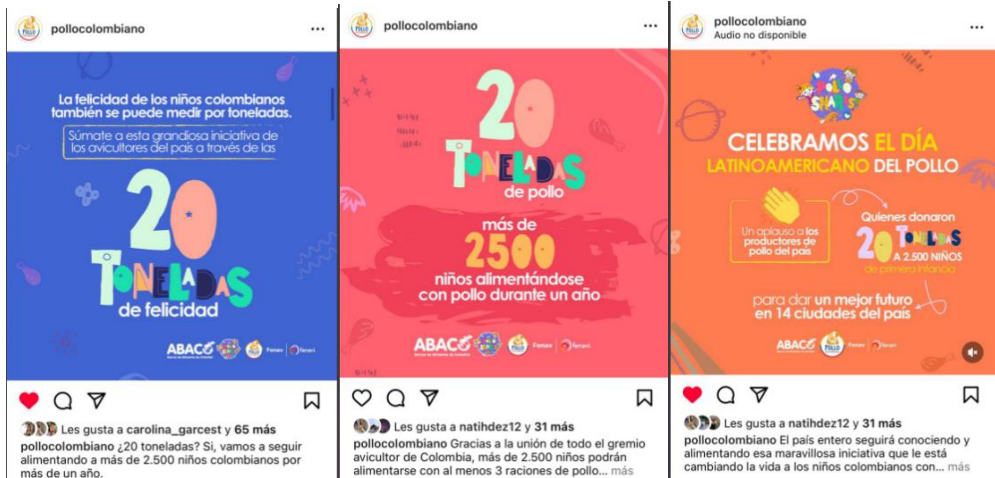 pollocolombiano
La felicidad de los niños colombianos
también se puede medir por toneladas.
Súmate a esta grandiosa iniciativa de
los avicultores del país a través de las
20
TONELADAS
de felicidad
ABACO
POLLO
Fonav
fenavi
Les gusta a carolina_garcest y 65 más
pollocolombiano ¿20 toneladas? Si, vamos a seguir
alimentando a más de 2.500 niños colombianos por
más de un año.
pollocolombiano
20
TONELADAS
de pollo
más de
2500
niños alimentándose
con pollo durante un año
ABACO
POLLO
Fonav
fenavi
Les gusta a natihdez12 y 31 más
pollocolombiano Gracias a la unión de todo el gremio
avicultor de Colombia, más de 2.500 niños podrán
alimentarse con al menos 3 raciones de pollo... más
pollocolombiano
Audio no disponible
CELEBRAMOS EL DÍA
LATINOAMERICANO DEL POLLO
Un aplauso a los
productores de
pollo del país
Quienes donaron
20 TONELADAS
A 2.500 NIÑOS
de primera infancia
para dar un mejor futuro
en 14 ciudades del país
ABACO
POLLO
Fonav
fenavi
Les gusta a natihdez12 y 31 más
pollocolombiano El país entero seguirá conociendo y
alimentando esa maravillosa iniciativa que le está
cambiando la vida a los niños colombianos con... más